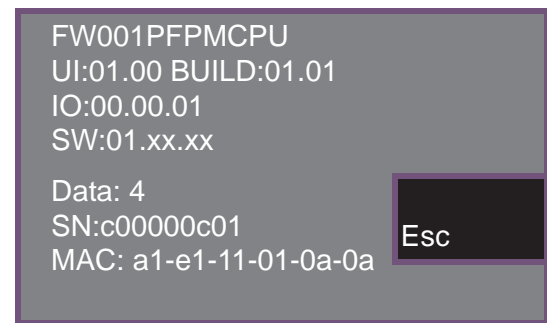 FW001PFPMCPU
UI:01.00 BUILD:01.01
IO:00.00.01
SW:01.xx.xx
Data: 4
SN:c00000c01
Esc
MAC: a1-e1-11-01-0a-0a